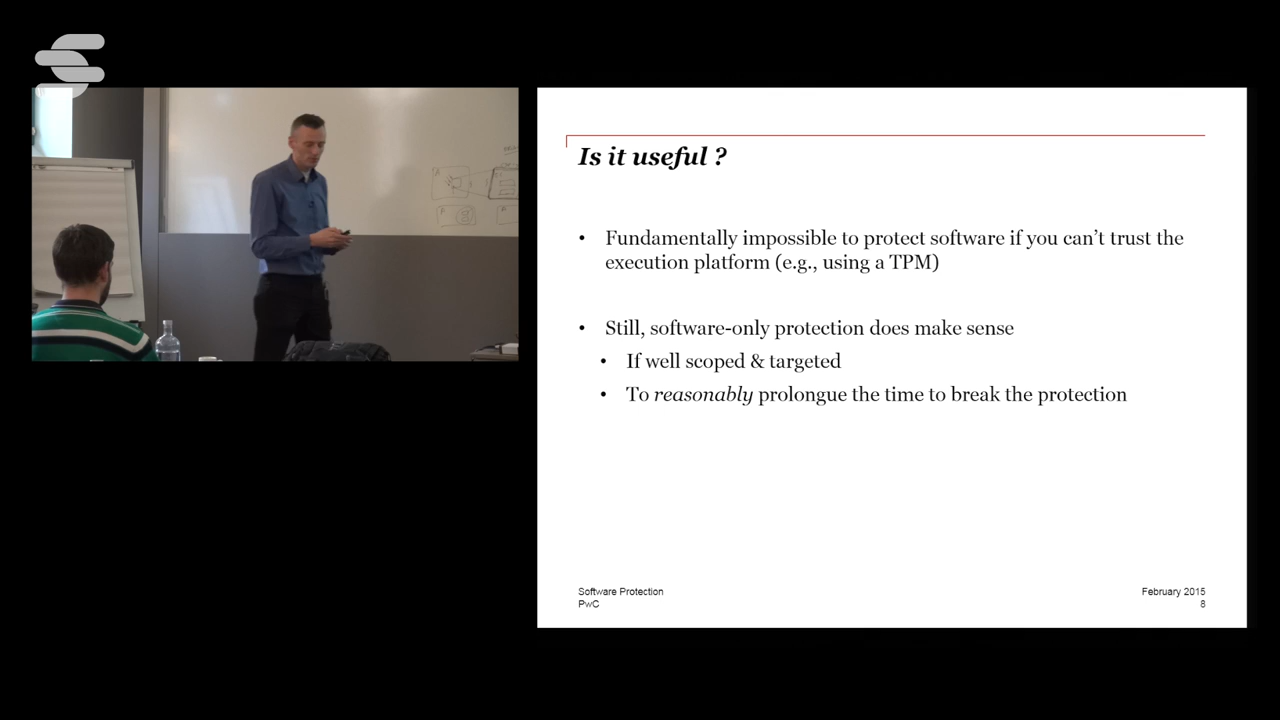 Is it useful ?
• Fundamentally impossible to protect software if you can’t trust the
execution platform (e.g., using a TPM)
• Still, software-only protection does make sense
• If well scoped & targeted
• To reasonably prolongue the time to break the protection
Software Protection
PwC
February 2015
8